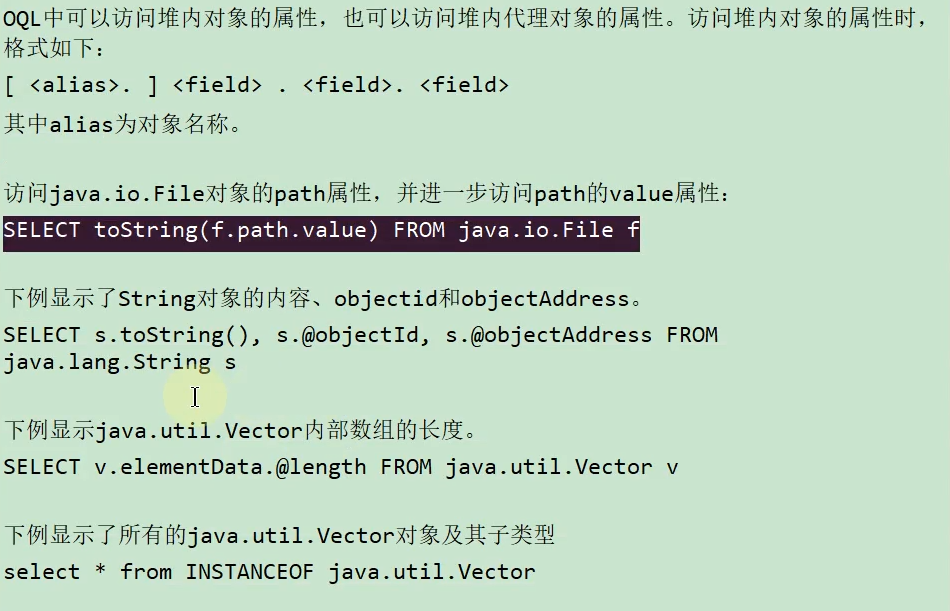 OQL中可以访问堆内对象的属性，也可以访问堆内代理对象的属性。访问堆内对象的属性时，
格式如下：
[ <alias>. ] <field> . <field>. <field>
其中alias为对象名称。
访问java.io.File对象的path属性，并进一步访问path的value属性：
SELECT toString(f.path.value) FROM java.io.File f
下例显示了String对象的内容、objectid和objectAddress。
SELECT s.toString(), s.@objectId, s.@objectAddress FROM
java.lang.String s
下例显示java.util.Vector内部数组的长度。
SELECT v.elementData.@length FROM java.util.Vector v
下例显示了所有的java.util.Vector对象及其子类型
select * from INSTANCEOF java.util.Vector